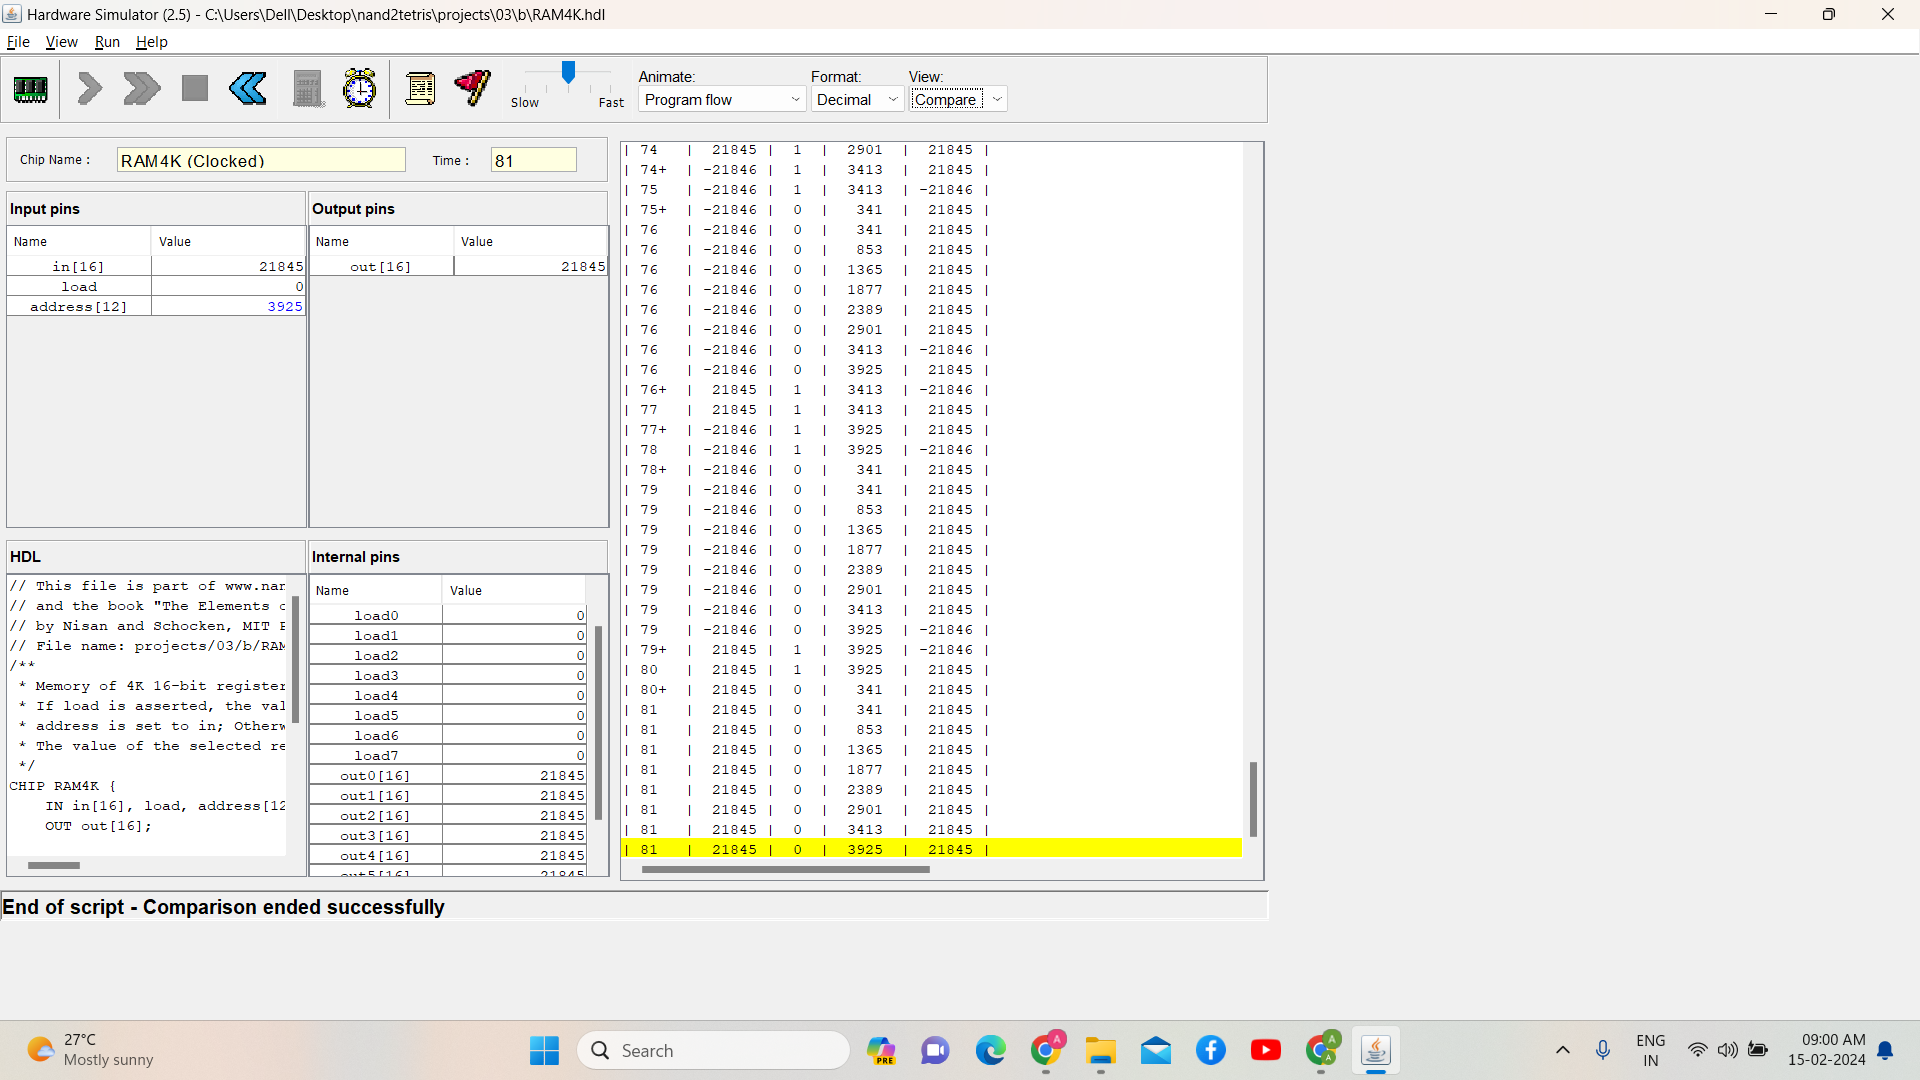 Hardware Simulator (2.5) - C:\Users\Dell\Desktop\nand2tetris\projects\03\b\RAM4K.hdl
File View Run Help
Slow Fast
Animate: Format: View:
Program flow Decimal Compare
Chip Name : RAM4K (Clocked) Time : 81
Input pins
Name Value
in[16] 21845
load 0
address[12] 3925
Output pins
Name Value
out[16] 21845
HDL
// This file is part of www.nan
// and the book "The Elements o
// by Nisan and Schocken, MIT P
// File name: projects/03/b/RAM
/**
* Memory of 4K 16-bit register
* If load is asserted, the val
* address is set to in; Otherw
* The value of the selected re
*/
CHIP RAM4K {
IN in[16], load, address[12
OUT out[16];
Internal pins
Name Value
load0 0
load1 0
load2 0
load3 0
load4 0
load5 0
load6 0
load7 0
out0[16] 21845
out1[16] 21845
out2[16] 21845
out3[16] 21845
out4[16] 21845
out5[16] 21845
| 74 | 21845 | 1 | 2901 | 21845 |
| 74+ | -21846 | 1 | 3413 | 21845 |
| 75 | -21846 | 1 | 3413 | -21846 |
| 75+ | -21846 | 0 | 341 | 21845 |
| 76 | -21846 | 0 | 341 | 21845 |
| 76 | -21846 | 0 | 853 | 21845 |
| 76 | -21846 | 0 | 1365 | 21845 |
| 76 | -21846 | 0 | 1877 | 21845 |
| 76 | -21846 | 0 | 2389 | 21845 |
| 76 | -21846 | 0 | 2901 | 21845 |
| 76 | -21846 | 0 | 3413 | -21846 |
| 76 | -21846 | 0 | 3925 | 21845 |
| 76+ | 21845 | 1 | 3413 | -21846 |
| 77 | 21845 | 1 | 3413 | 21845 |
| 77+ | -21846 | 1 | 3925 | 21845 |
| 78 | -21846 | 1 | 3925 | -21846 |
| 78+ | -21846 | 0 | 341 | 21845 |
| 79 | -21846 | 0 | 341 | 21845 |
| 79 | -21846 | 0 | 853 | 21845 |
| 79 | -21846 | 0 | 1365 | 21845 |
| 79 | -21846 | 0 | 1877 | 21845 |
| 79 | -21846 | 0 | 2389 | 21845 |
| 79 | -21846 | 0 | 2901 | 21845 |
| 79 | -21846 | 0 | 3413 | 21845 |
| 79 | -21846 | 0 | 3925 | -21846 |
| 79+ | 21845 | 1 | 3925 | -21846 |
| 80 | 21845 | 1 | 3925 | 21845 |
| 80+ | 21845 | 0 | 341 | 21845 |
| 81 | 21845 | 0 | 341 | 21845 |
| 81 | 21845 | 0 | 853 | 21845 |
| 81 | 21845 | 0 | 1365 | 21845 |
| 81 | 21845 | 0 | 1877 | 21845 |
| 81 | 21845 | 0 | 2389 | 21845 |
| 81 | 21845 | 0 | 2901 | 21845 |
| 81 | 21845 | 0 | 3413 | 21845 |
| 81 | 21845 | 0 | 3925 | 21845 |
End of script - Comparison ended successfully
27°C
Mostly sunny
Search
PRE
A
A
A
ENG
IN
09:00 AM
15-02-2024